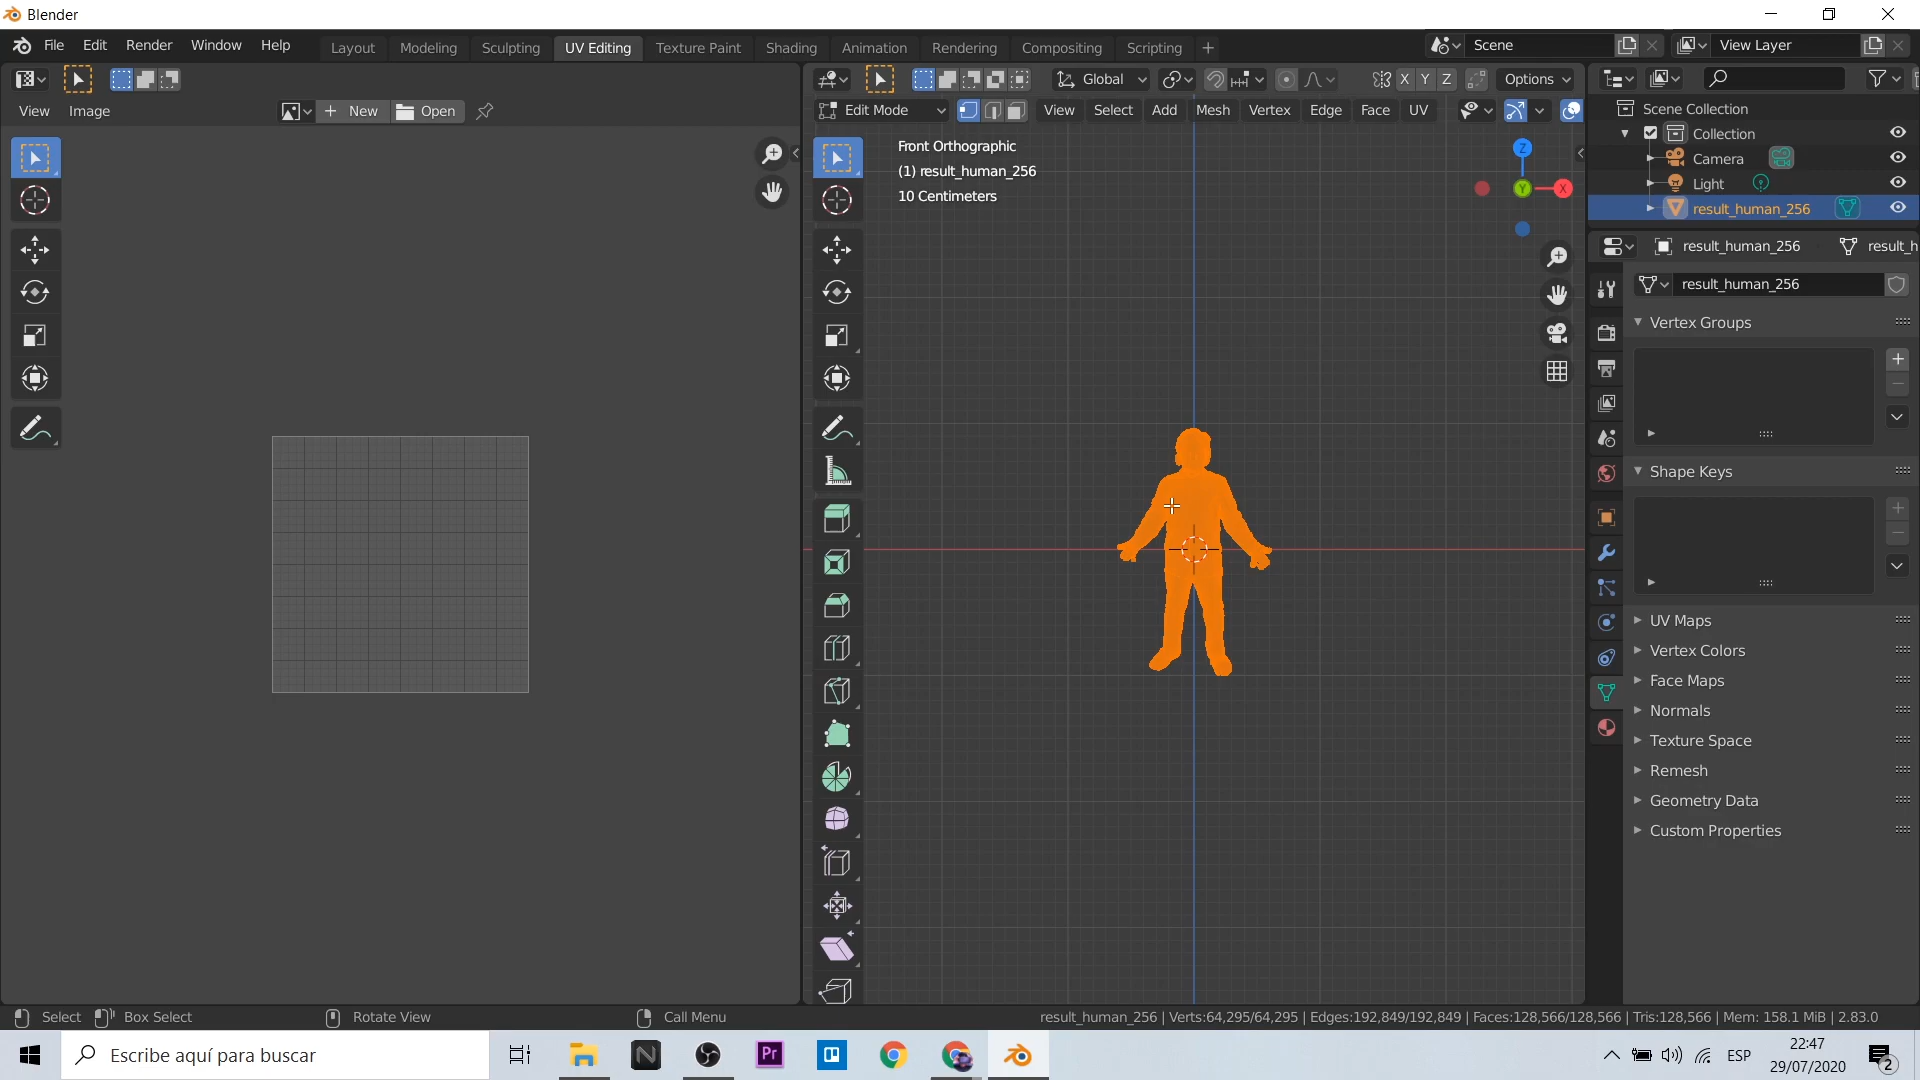 Blender
File Edit Render Window Help Layout Modeling Sculpting UV Editing Texture Paint Shading Animation Rendering Compositing Scripting + Scene View Layer
Global X Y Z Options
View Image + New Open Edit Mode View Select Add Mesh Vertex Edge Face UV
Front Orthographic
(1) result_human_256
10 Centimeters
Z
Y
X
Scene Collection
Collection
Camera
Light
result_human_256
result_human_256 result_h
result_human_256
Vertex Groups
Shape Keys
UV Maps
Vertex Colors
Face Maps
Normals
Texture Space
Remesh
Geometry Data
Custom Properties
Select Box Select Rotate View Call Menu result_human_256 | Verts:64,295/64,295 | Edges:192,849/192,849 | Faces:128,566/128,566 | Tris:128,566 | Mem: 158.1 MiB | 2.83.0
Escribe aquí para buscar N Pr ESP 22:47
29/07/2020
2